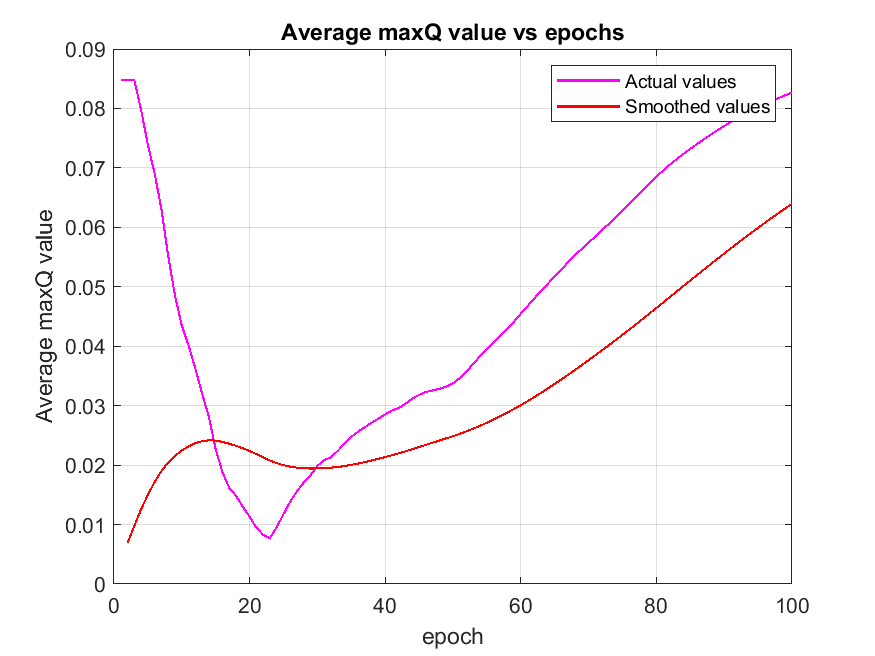 Average maxQ value vs epochs
Actual values
Smoothed values
Average maxQ value
0.09
0.08
0.07
0.06
0.05
0.04
0.03
0.02
0.01
0
0 20 40 60 80 100
epoch